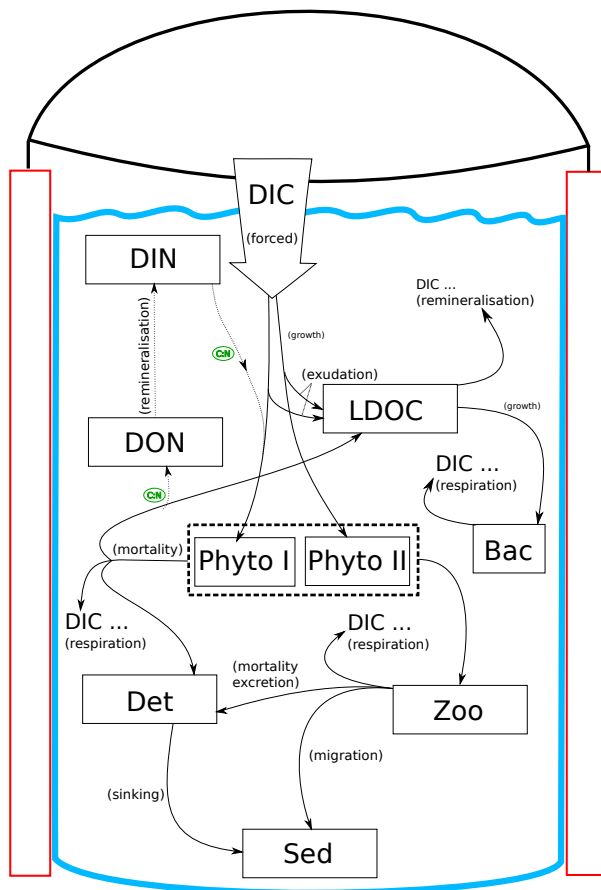 DIC
(forced)
DIN
C:N
(remineralisation)
DIC ...
(remineralisation)
(growth)
(exudation)
LDOC
(growth)
DON
C:N
DIC ...
(respiration)
(mortality)
Phyto I
Phyto II
Bac
DIC ...
(respiration)
DIC ...
(respiration)
(mortality
excretion)
Det
Zoo
(migration)
(sinking)
Sed